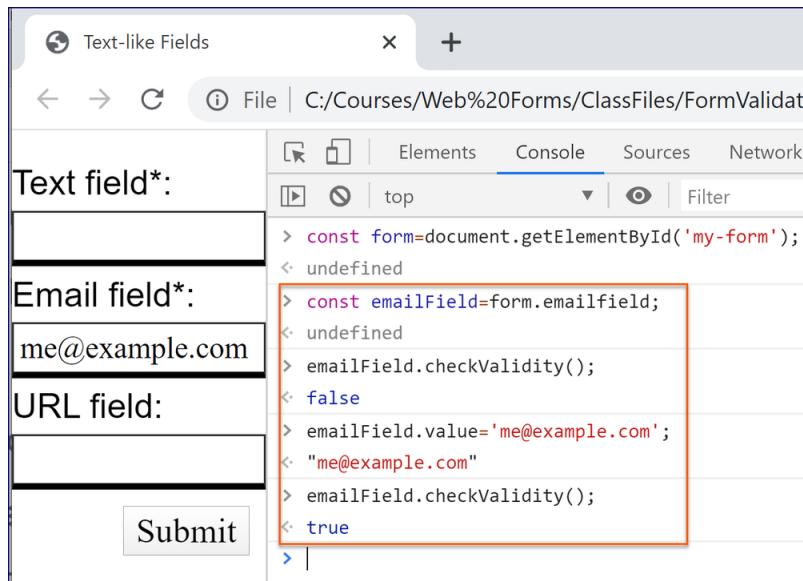 Text-like Fields
File C:/Courses/Web%20Forms/ClassFiles/FormValidat
Text field*:
Email field*:
me@example.com
URL field:
Submit
Elements Console Sources Network
top Filter
> const form=document.getElementById('my-form');
undefined
> const emailField=form.emailfield;
undefined
> emailField.checkValidity();
false
> emailField.value='me@example.com';
"me@example.com"
> emailField.checkValidity();
true
>